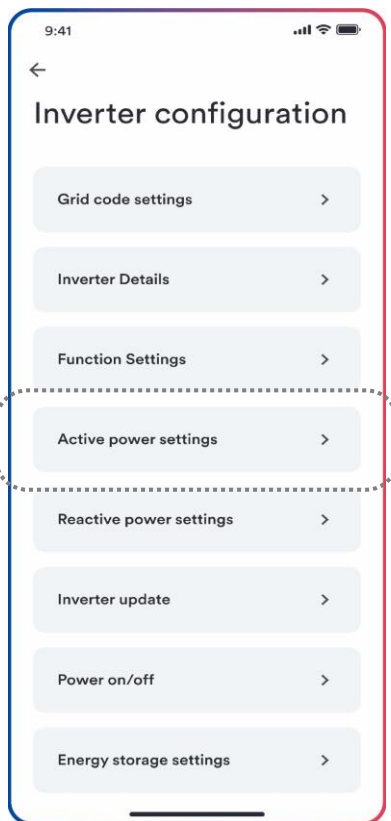 9:41
Inverter configuration
Grid code settings
Inverter Details
Function Settings
Active power settings
Reactive power settings
Inverter update
Power on/off
Energy storage settings